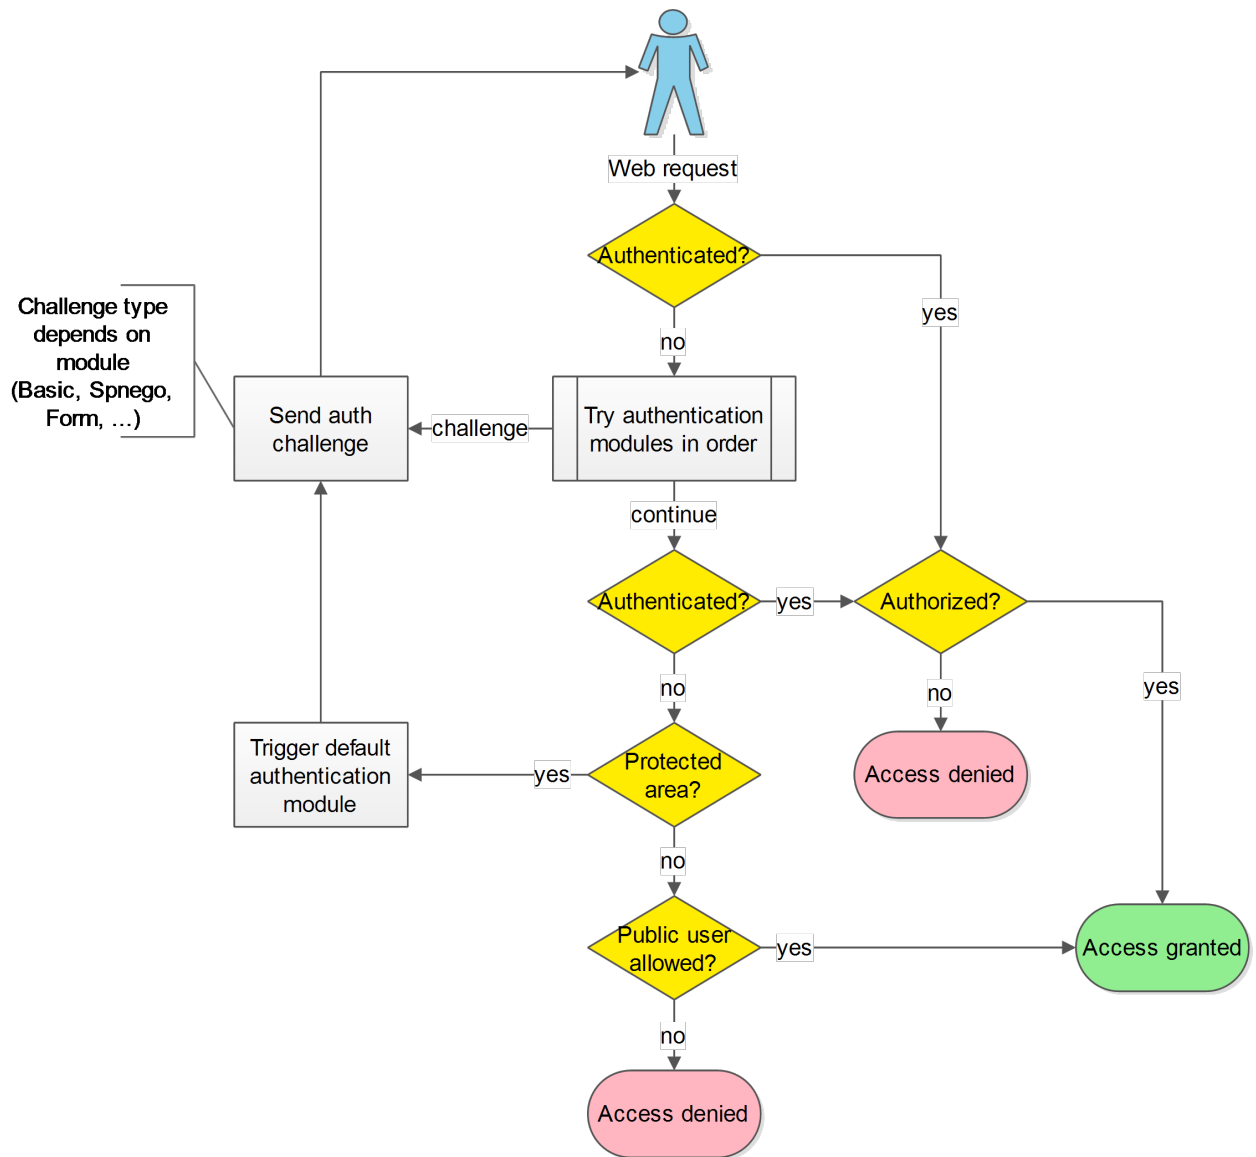 Web request
Authenticated?
yes
no
Challenge type
depends on
module
(Basic, Spnego,
Form, …)
Send auth
challenge
challenge
Try authentication
modules in order
continue
Authenticated?
yes
Authorized?
no
no
yes
Trigger default
authentication
module
yes
Protected
area?
Access denied
no
Public user
allowed?
yes
Access granted
no
Access denied